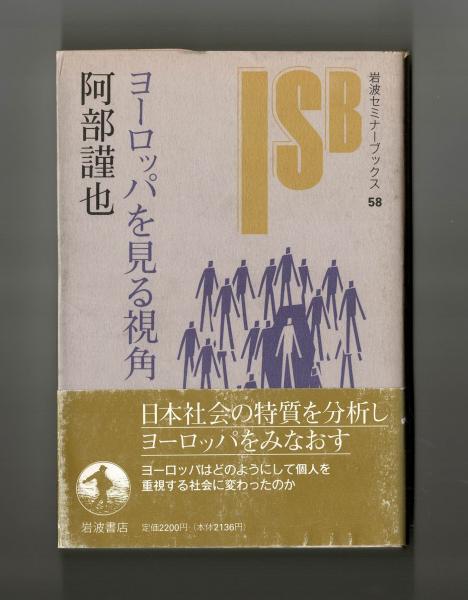 ISB
岩波セミナーブックス
58
ヨーロッパを見る視角
阿部謹也
日本社会の特質を分析し
ヨーロッパをみなおす
ヨーロッパはどのようにして個人を
重視する社会に変わったのか
岩波書店
定価2200円(本体2136円)